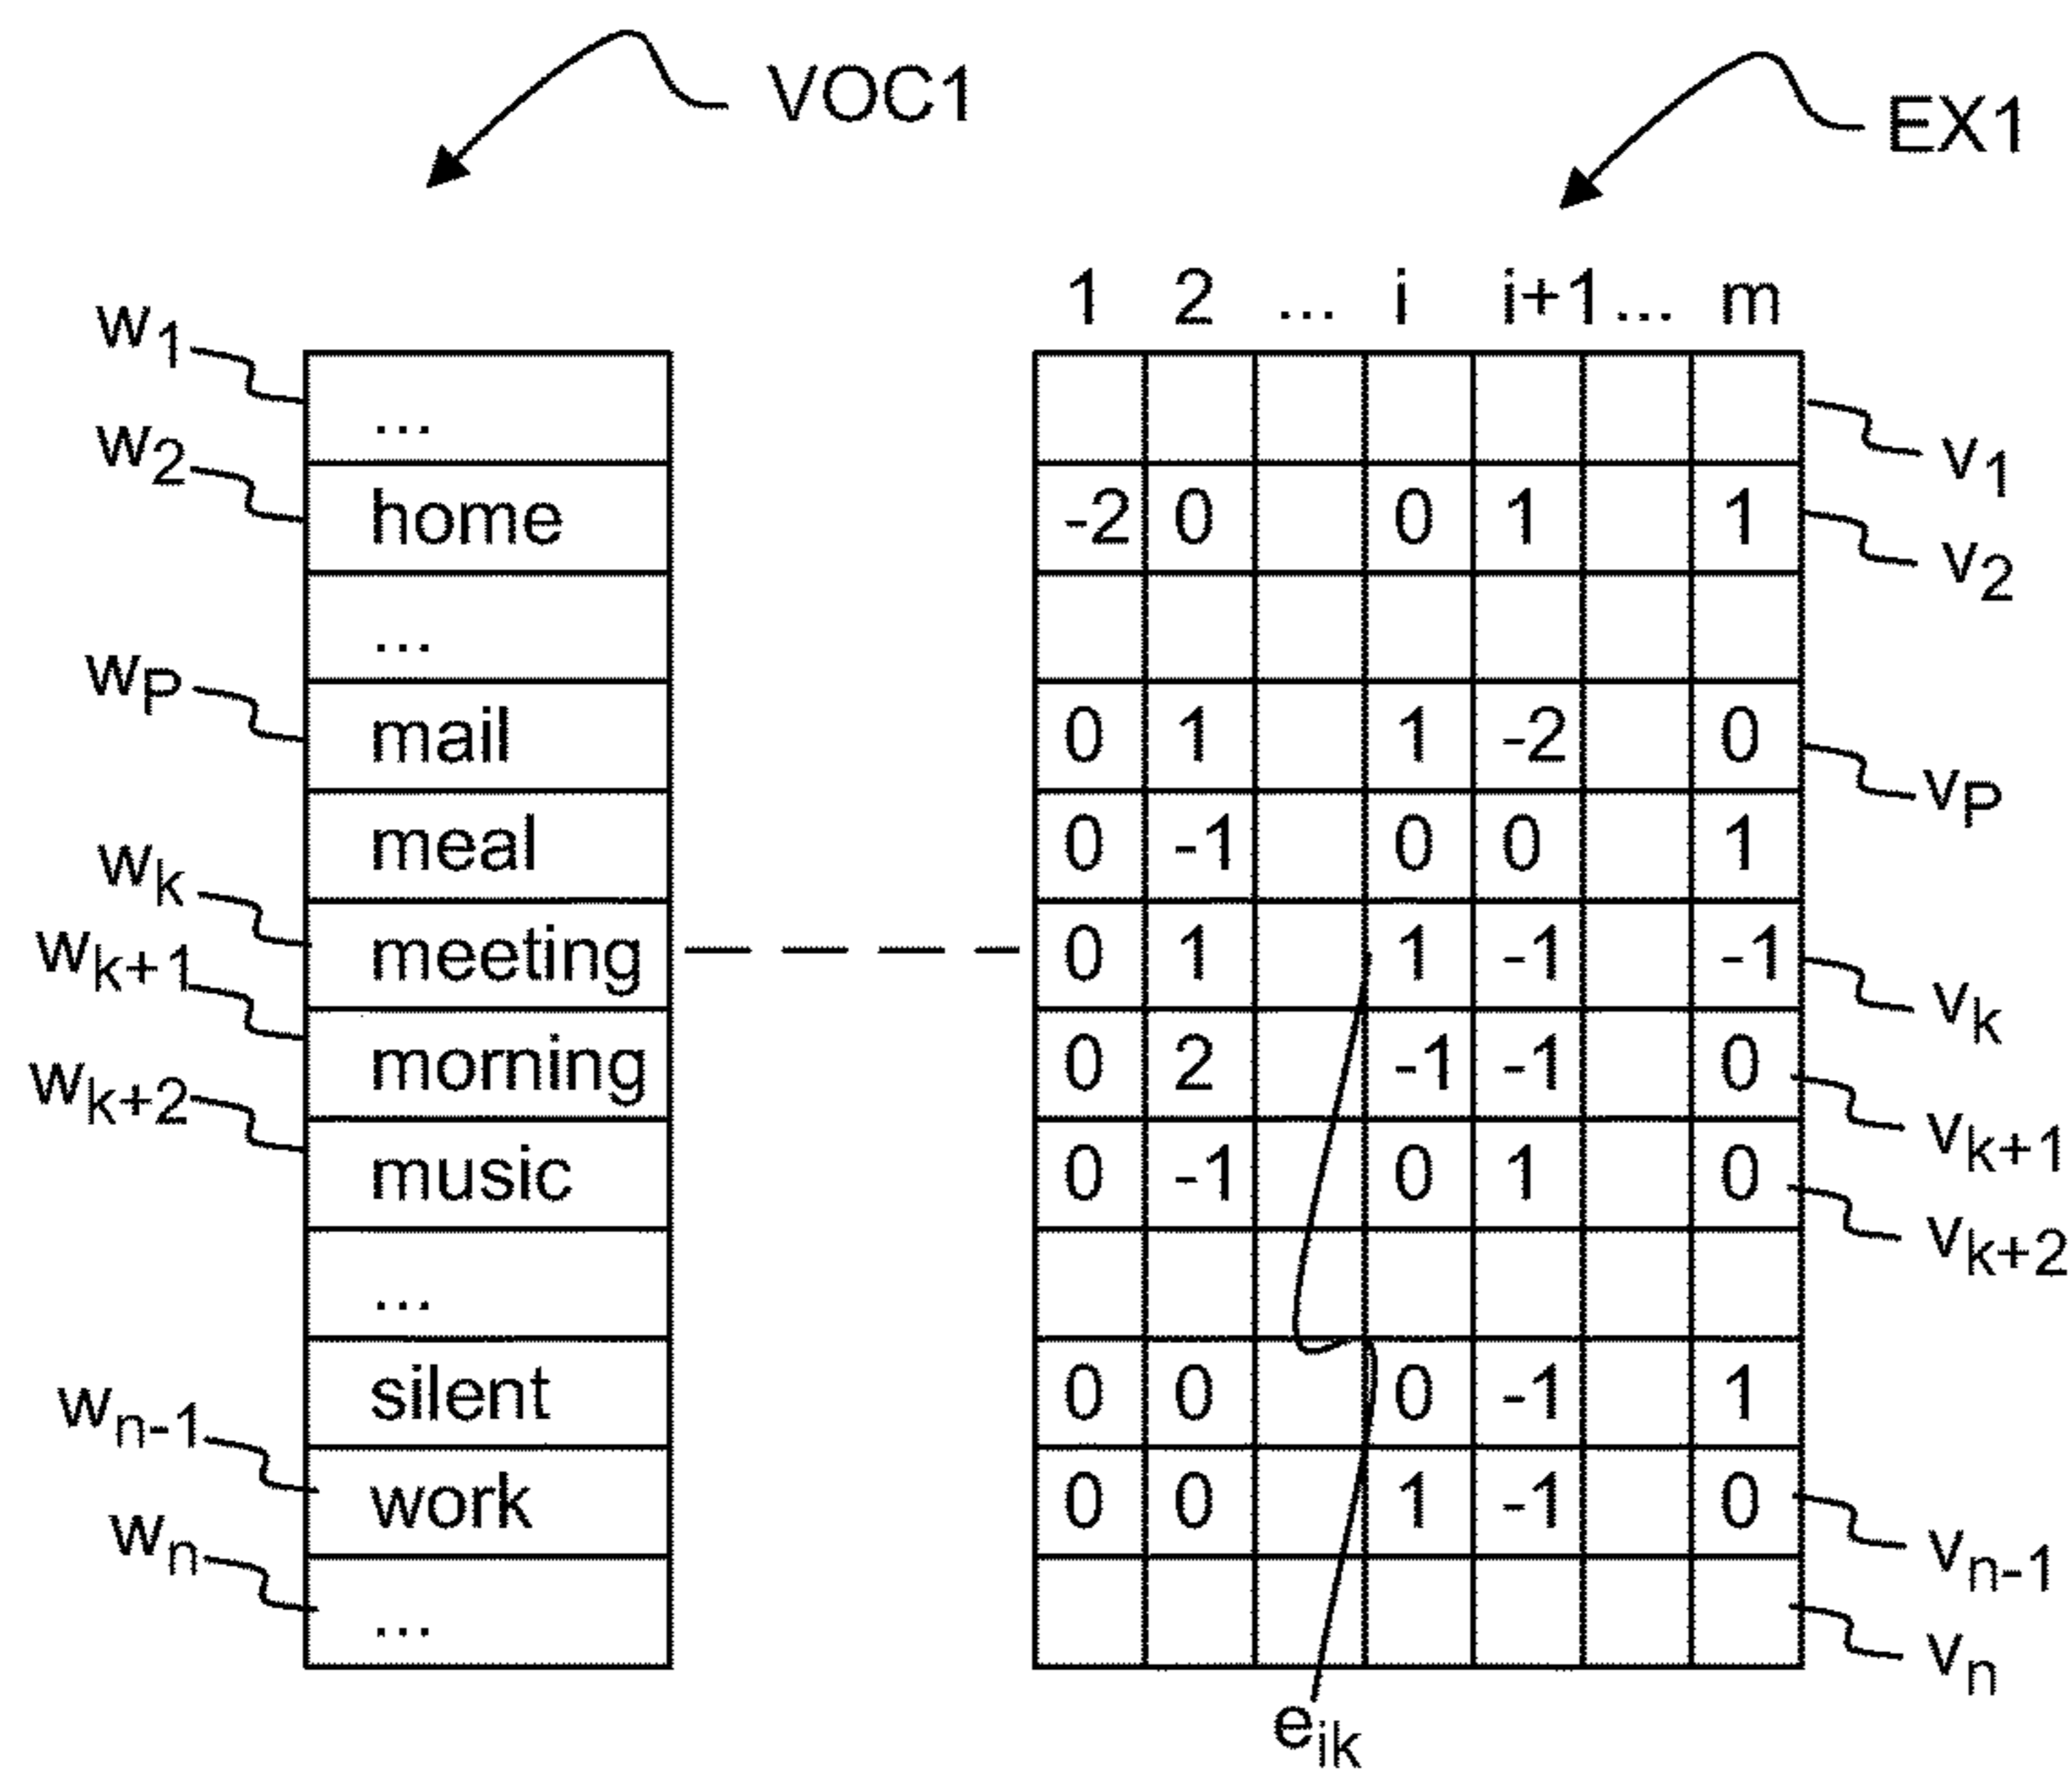 VOC1
EX1
1 2 ... i i+1 ... m
w1 ... v1
w2 home -2 0 0 1 1 v2
...
wP mail 0 1 1 -2 0 vP
meal 0 -1 0 0 1
wk meeting 0 1 1 -1 -1 vk
wk+1 morning 0 2 -1 -1 0 vk+1
wk+2 music 0 -1 0 1 0 vk+2
...
silent 0 0 0 -1 1
wn-1 work 0 0 1 -1 0 vn-1
wn ... vn
eik